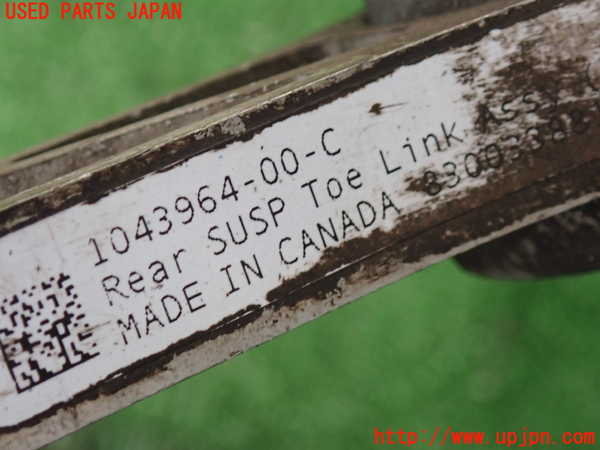 USED PARTS JAPAN
1043964-00-C
Rear SUSP Toe Link ASSY
MADE IN CANADA
http://www.upjpn.com/